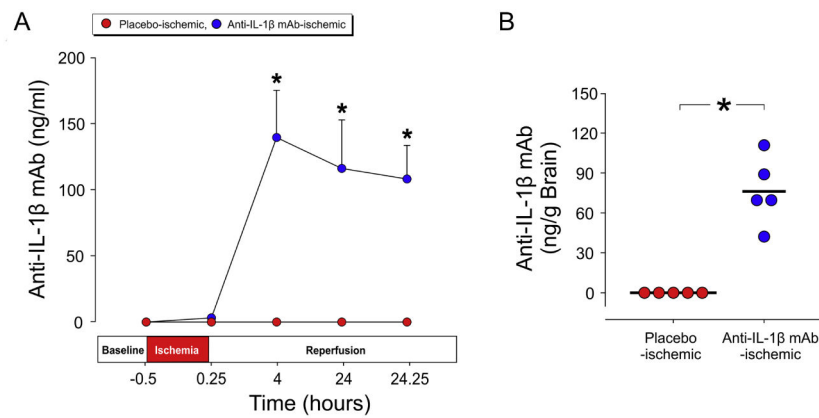 A
Placebo-ischemic, Anti-IL-1β mAb-ischemic
Anti-IL-1β mAb (ng/ml)
200
150
100
50
0
*
*
*
Baseline Ischemia Reperfusion
-0.5 0.25 4 24 24.25
Time (hours)
B
Anti-IL-1β mAb
(ng/g Brain)
150
120
90
60
30
0
*
Placebo
-ischemic
Anti-IL-1β mAb
-ischemic